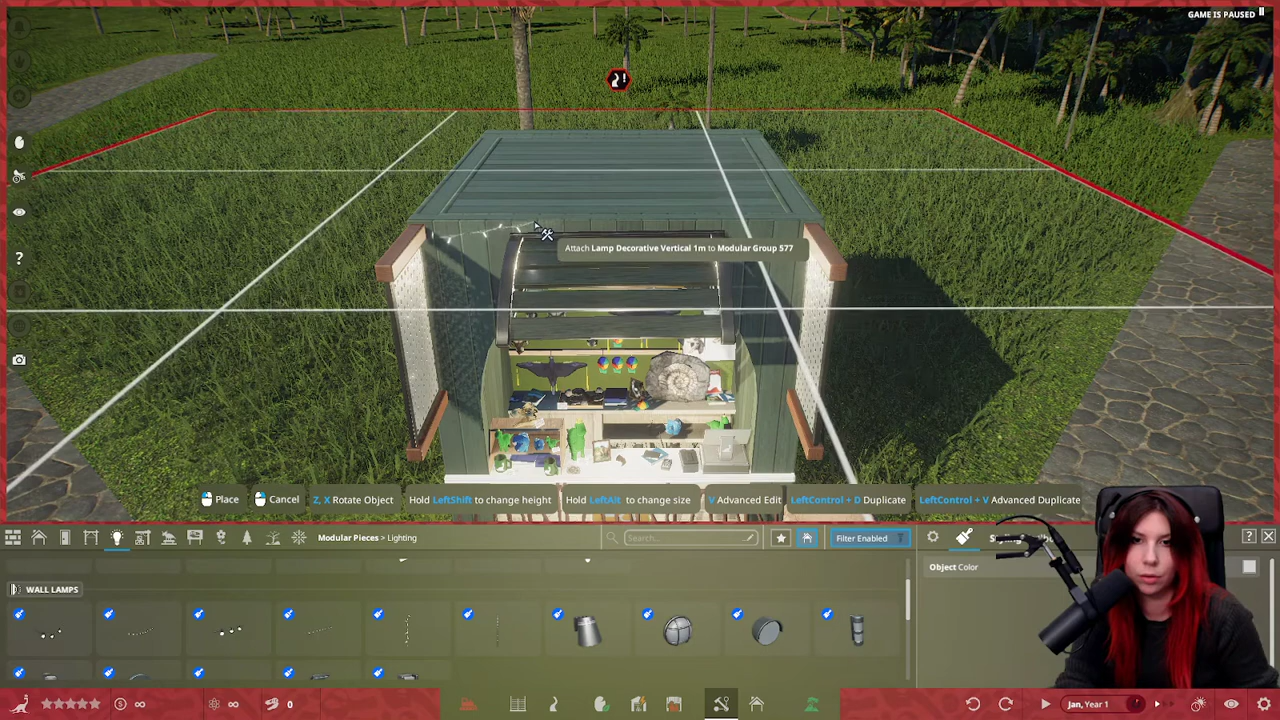 GAME IS PAUSED
Attach Lamp Decorative Vertical 1m to Modular Group 577
Place
Cancel
Z, X Rotate Object
Hold LeftShift to change height
Hold LeftAlt to change size
V Advanced Edit
LeftControl + D Duplicate
LeftControl + V Advanced Duplicate
Modular Pieces > Lighting
Search...
Filter Enabled
?
Object Color
WALL LAMPS
0
Jan, Year 1